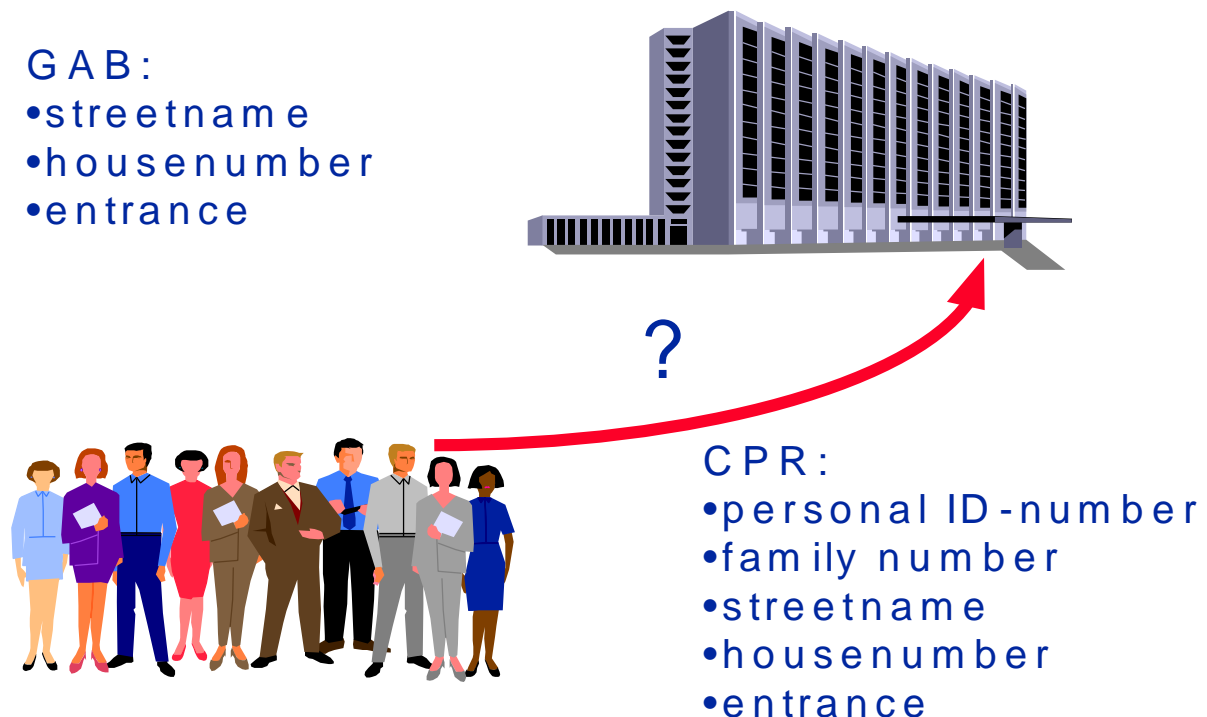 GAB:
•streetname
•housenumber
•entrance
?
CPR:
•personal ID-number
•family number
•streetname
•housenumber
•entrance